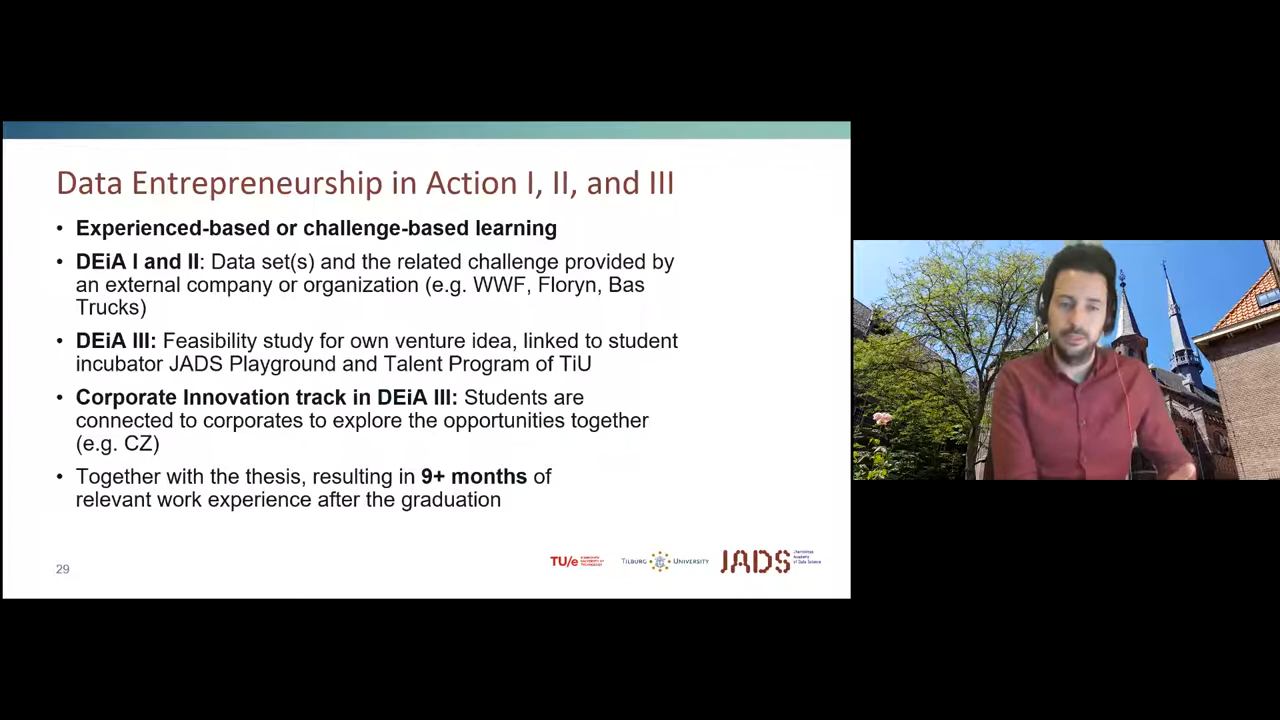 Data Entrepreneurship in Action I, II, and III
• Experienced-based or challenge-based learning
• DEiA I and II: Data set(s) and the related challenge provided by
an external company or organization (e.g. WWF, Floryn, Bas
Trucks)
• DEiA III: Feasibility study for own venture idea, linked to student
incubator JADS Playground and Talent Program of TiU
• Corporate Innovation track in DEiA III: Students are
connected to corporates to explore the opportunities together
(e.g. CZ)
• Together with the thesis, resulting in 9+ months of
relevant work experience after the graduation
29
TU/e
TILBURG UNIVERSITY
JADS
Academy
of Data Science